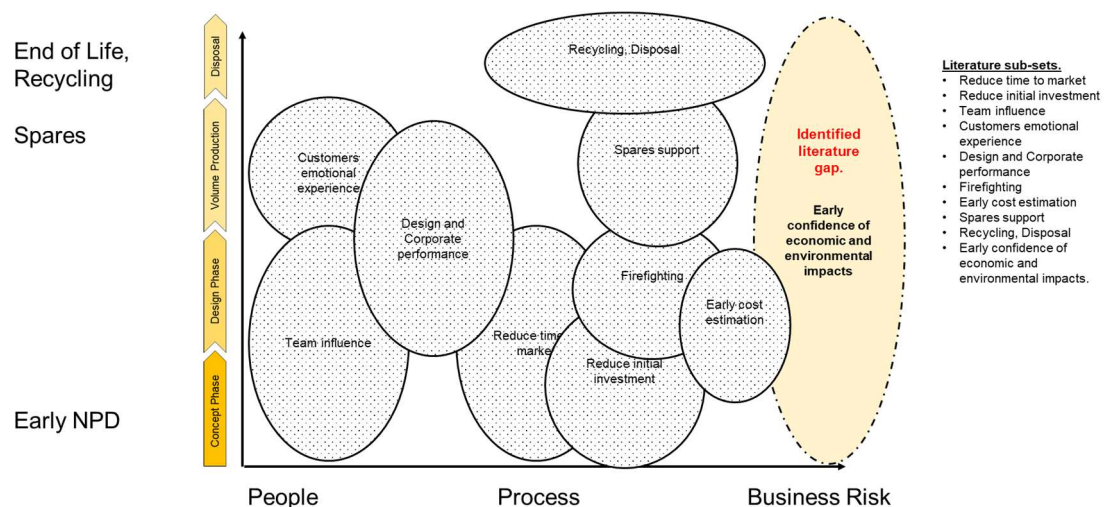 End of Life,
Recycling
Spares
Early NPD
Disposal
Volume Production
Design Phase
Concept Phase
Recycling, Disposal
Spares support
Customers
emotional
experience
Design and
Corporate
performance
Firefighting
Early cost
estimation
Team influence
Reduce time
market
Reduce initial
investment
Identified
literature
gap.
Early
confidence of
economic and
environmental
impacts
People
Process
Business Risk
Literature sub-sets.
• Reduce time to market
• Reduce initial investment
• Team influence
• Customers emotional
experience
• Design and Corporate
performance
• Firefighting
• Early cost estimation
• Spares support
• Recycling, Disposal
• Early confidence of
economic and
environmental impacts.